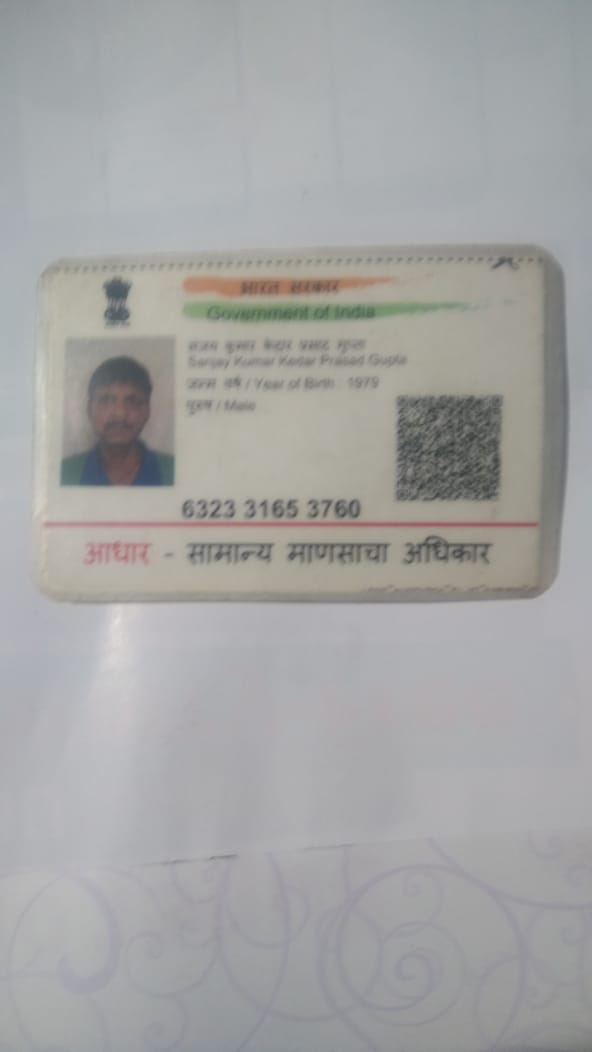 भारत सरकार
Government of India
संजय कुमार केदार प्रसाद गुप्ता
Sanjay Kumar Kedar Prasad Gupta
जन्म वर्ष / Year of Birth : 1979
पुरुष / Male
6323 3165 3760
आधार - सामान्य माणसाचा अधिकार